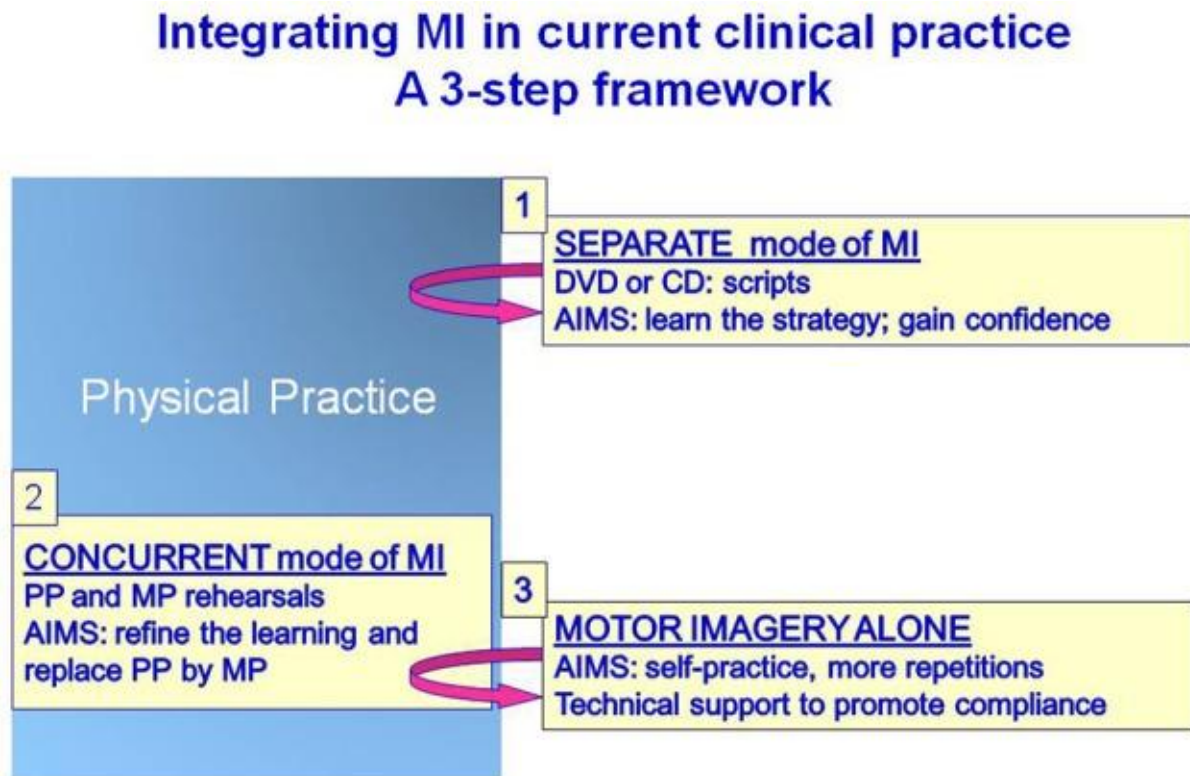 Integrating MI in current clinical practice
A 3-step framework
1
SEPARATE mode of MI
DVD or CD: scripts
AIMS: learn the strategy; gain confidence
Physical Practice
2
CONCURRENT mode of MI
PP and MP rehearsals
AIMS: refine the learning and
replace PP by MP
3
MOTOR IMAGERY ALONE
AIMS: self-practice, more repetitions
Technical support to promote compliance